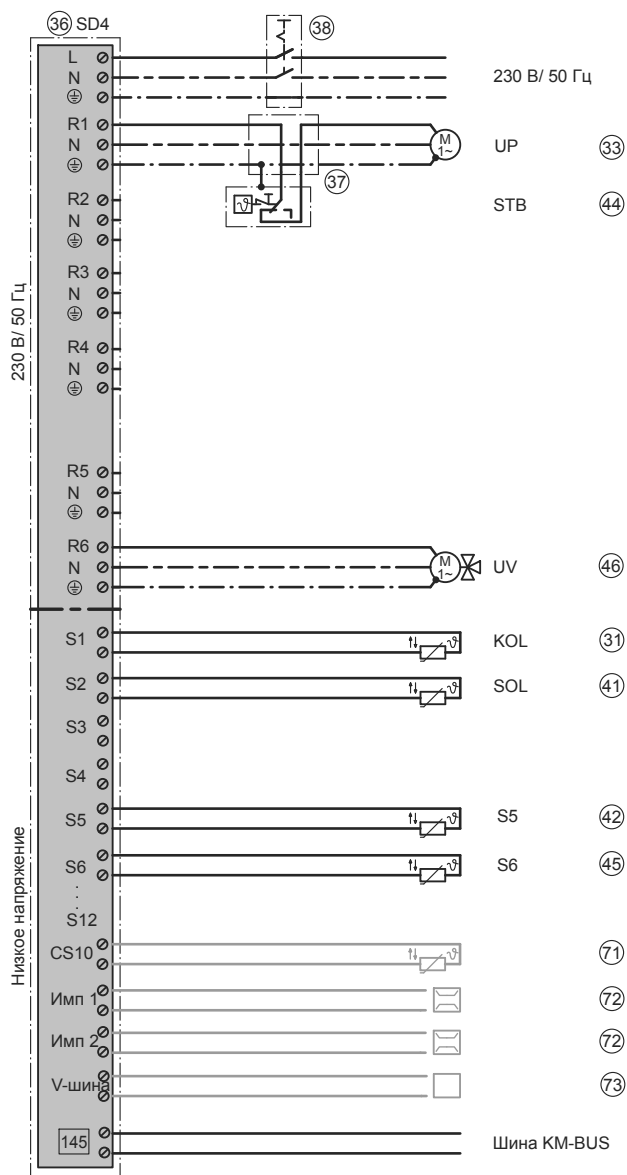 36 SD4
38
L
N
230 В/ 50 Гц
R1
N
M
1~
UP
33
37
R2
N
ϑ
STB
44
R3
N
230 В/ 50 Гц
R4
N
R5
N
R6
N
M
1~
UV
46
S1
ϑ
KOL
31
S2
ϑ
SOL
41
S3
S4
S5
ϑ
S5
42
S6
ϑ
S6
45
Низкое напряжение
S12
CS10
ϑ
71
Имп 1
72
Имп 2
72
V-шина
73
145
Шина KM-BUS